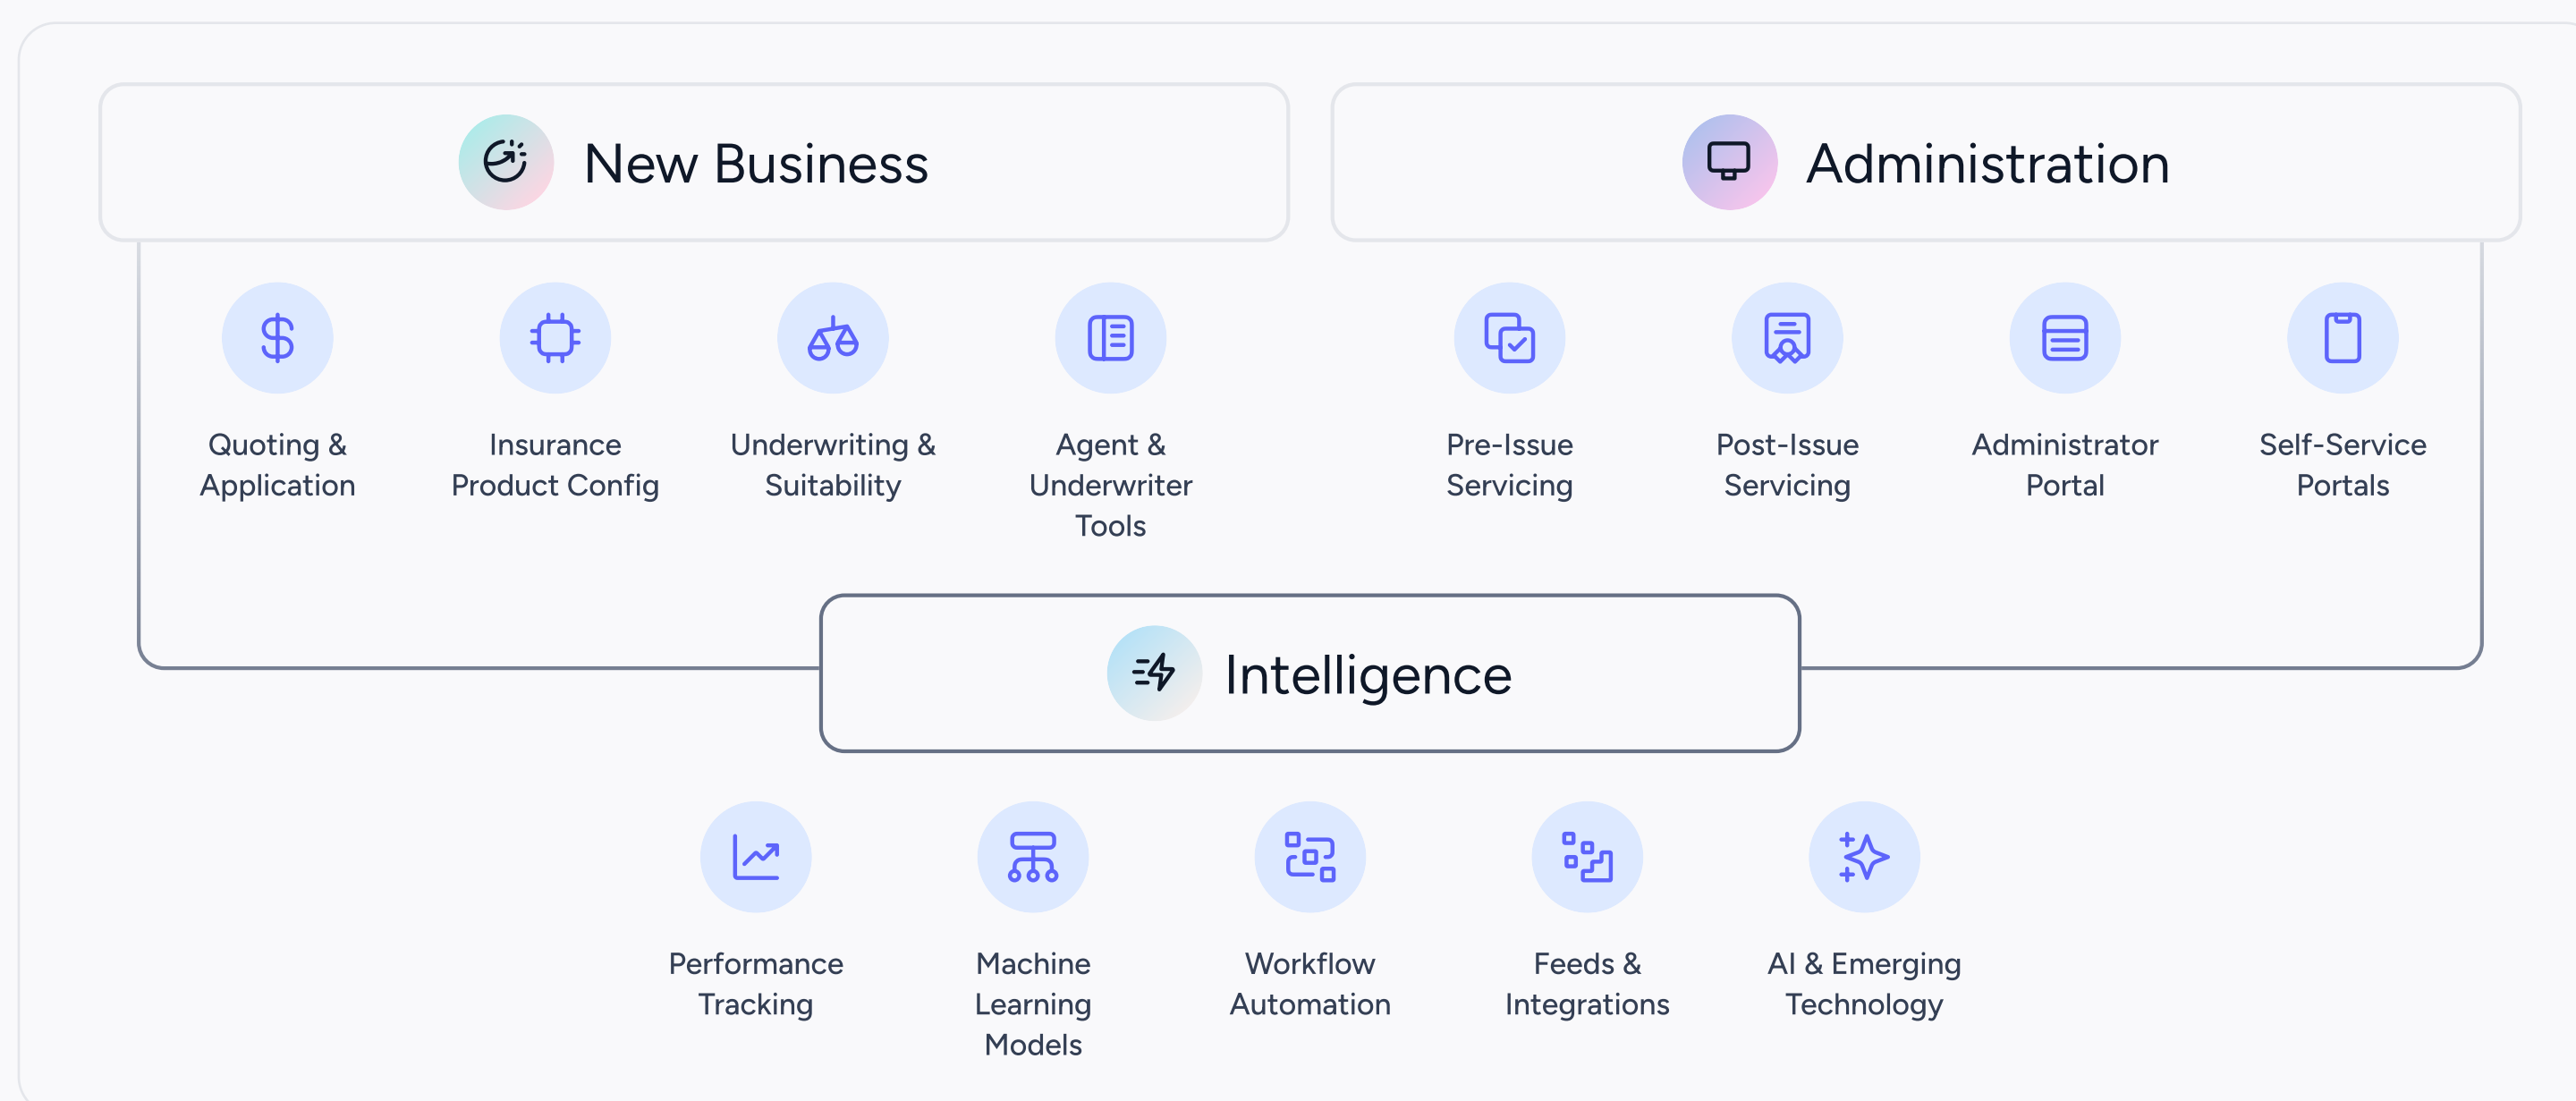 New Business
Administration
Quoting &
Application
Insurance
Product Config
Underwriting &
Suitability
Agent &
Underwriter
Tools
Pre-Issue
Servicing
Post-Issue
Servicing
Administrator
Portal
Self-Service
Portals
Intelligence
Performance
Tracking
Machine
Learning
Models
Workflow
Automation
Feeds &
Integrations
AI & Emerging
Technology